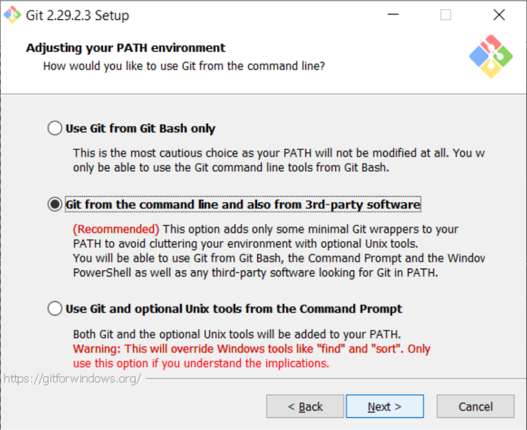 Git 2.29.2.3 Setup
Adjusting your PATH environment
How would you like to use Git from the command line?
Use Git from Git Bash only
This is the most cautious choice as your PATH will not be modified at all. You w
only be able to use the Git command line tools from Git Bash.
Git from the command line and also from 3rd-party software
(Recommended) This option adds only some minimal Git wrappers to your
PATH to avoid cluttering your environment with optional Unix tools.
You will be able to use Git from Git Bash, the Command Prompt and the Window
PowerShell as well as any third-party software looking for Git in PATH.
Use Git and optional Unix tools from the Command Prompt
Both Git and the optional Unix tools will be added to your PATH.
Warning: This will override Windows tools like "find" and "sort". Only
use this option if you understand the implications.
https://gitforwindows.org/
< Back Next > Cancel